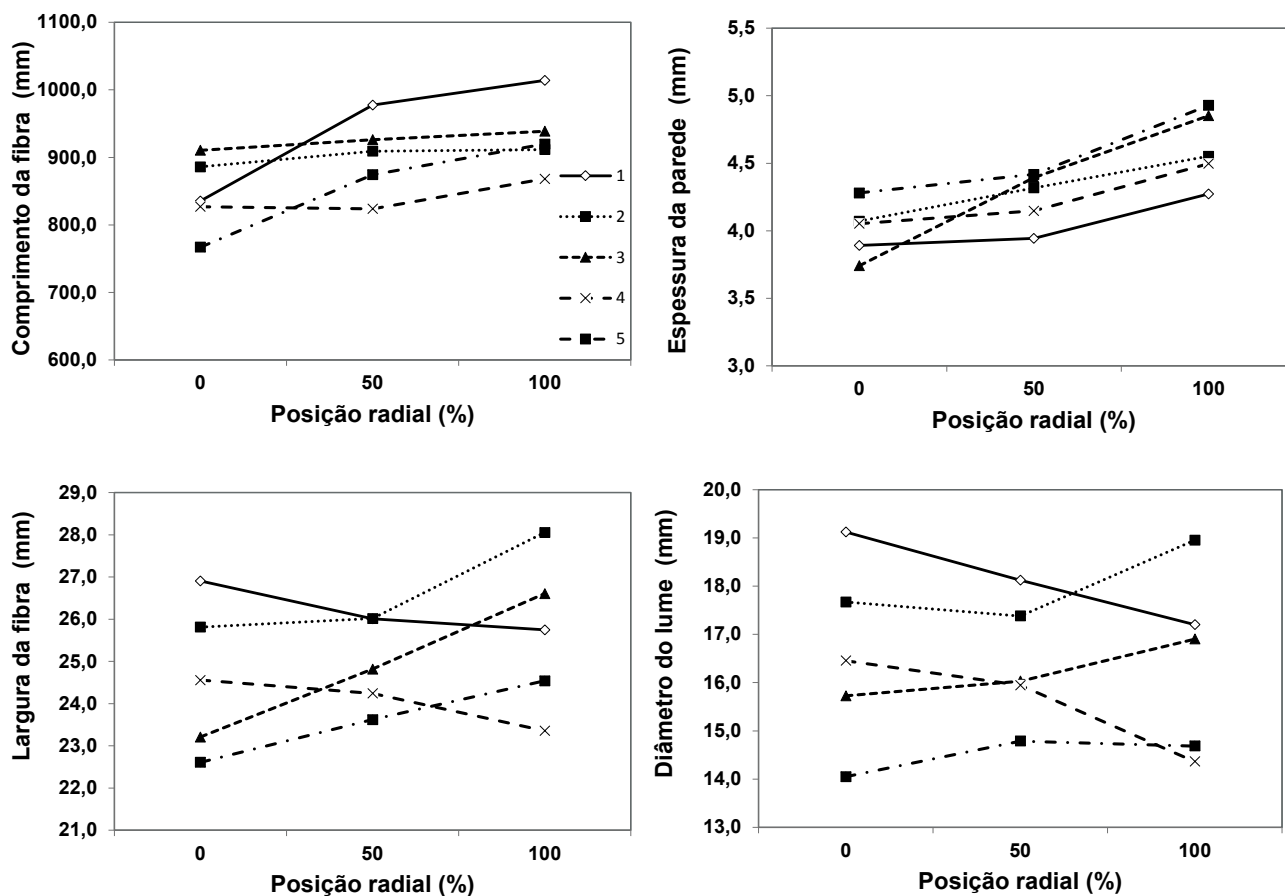 Comprimento da fibra (mm)
1100,0
1000,0
900,0
800,0
700,0
600,0
0 50 100
Posição radial (%)
1
2
3
4
5
Espessura da parede (mm)
5,5
5,0
4,5
4,0
3,5
3,0
0 50 100
Posição radial (%)
Largura da fibra (mm)
29,0
28,0
27,0
26,0
25,0
24,0
23,0
22,0
21,0
0 50 100
Posição radial (%)
Diâmetro do lume (mm)
20,0
19,0
18,0
17,0
16,0
15,0
14,0
13,0
0 50 100
Posição radial (%)